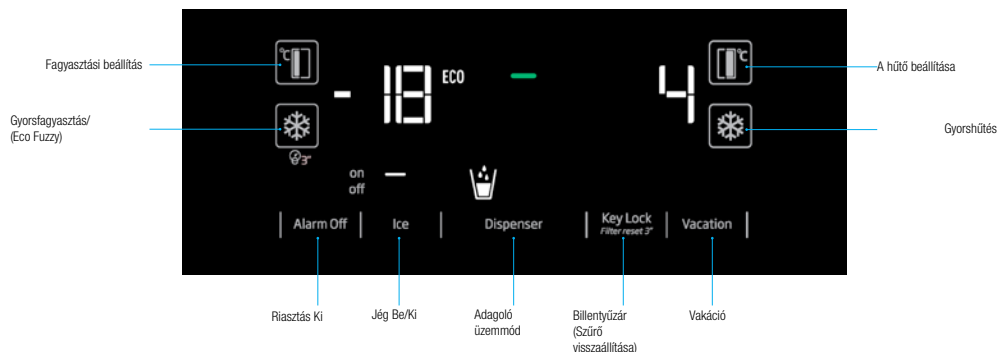 °C
°C
Fagyasztási beállítás
A hűtő beállítása
- 18 ECO
4
Gyorsfagyasztás/
(Eco Fuzzy)
Gyorshűtés
3"
on
off
Alarm Off
Ice
Dispenser
Key Lock
Filter reset 3"
Vacation
Riasztás Ki
Jég Be/Ki
Adagoló
üzemmód
Billentyűzár
(Szűrő
visszaállítása)
Vakáció